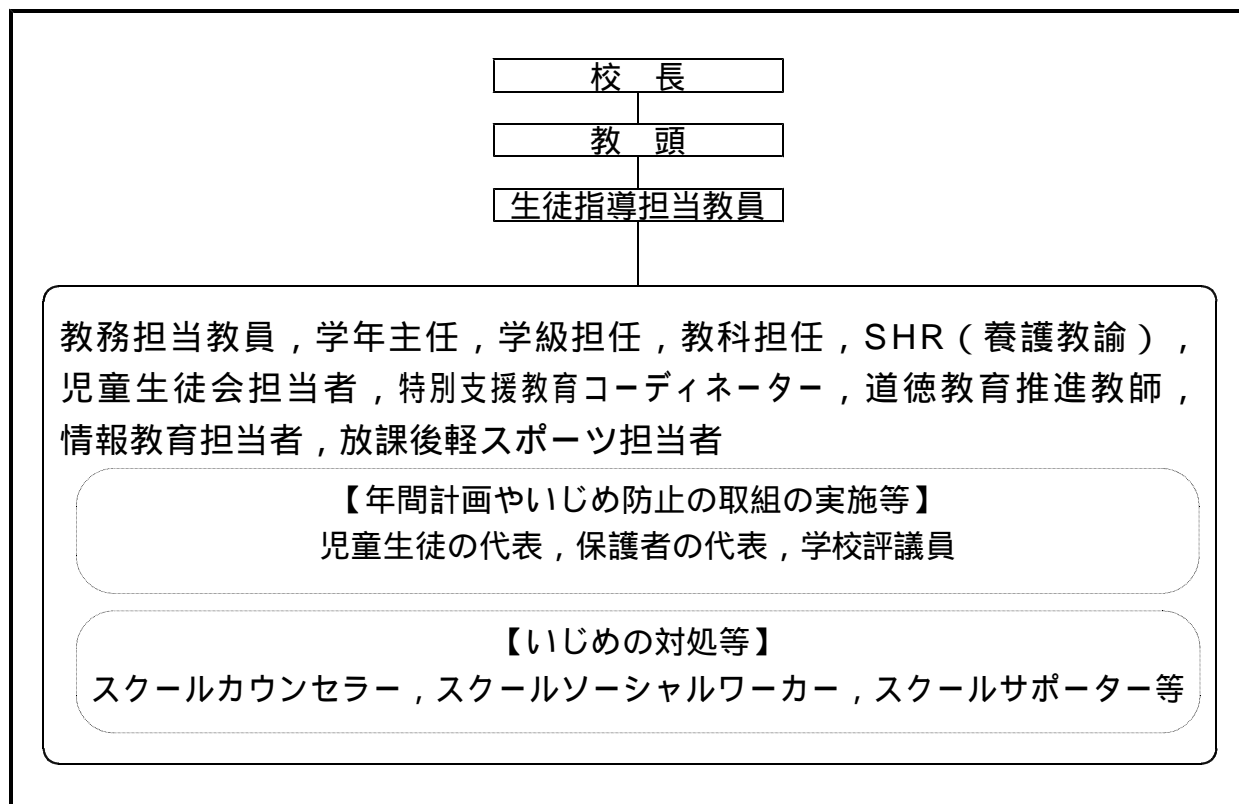 校　長
教　頭
生徒指導担当教員
教務担当教員，学年主任，学級担任，教科担任，SHR（養護教諭），
児童生徒会担当者，特別支援教育コーディネーター，道徳教育推進教師，
情報教育担当者，放課後軽スポーツ担当者
【年間計画やいじめ防止の取組の実施等】
児童生徒の代表，保護者の代表，学校評議員
【いじめの対処等】
スクールカウンセラー，スクールソーシャルワーカー，スクールサポーター等